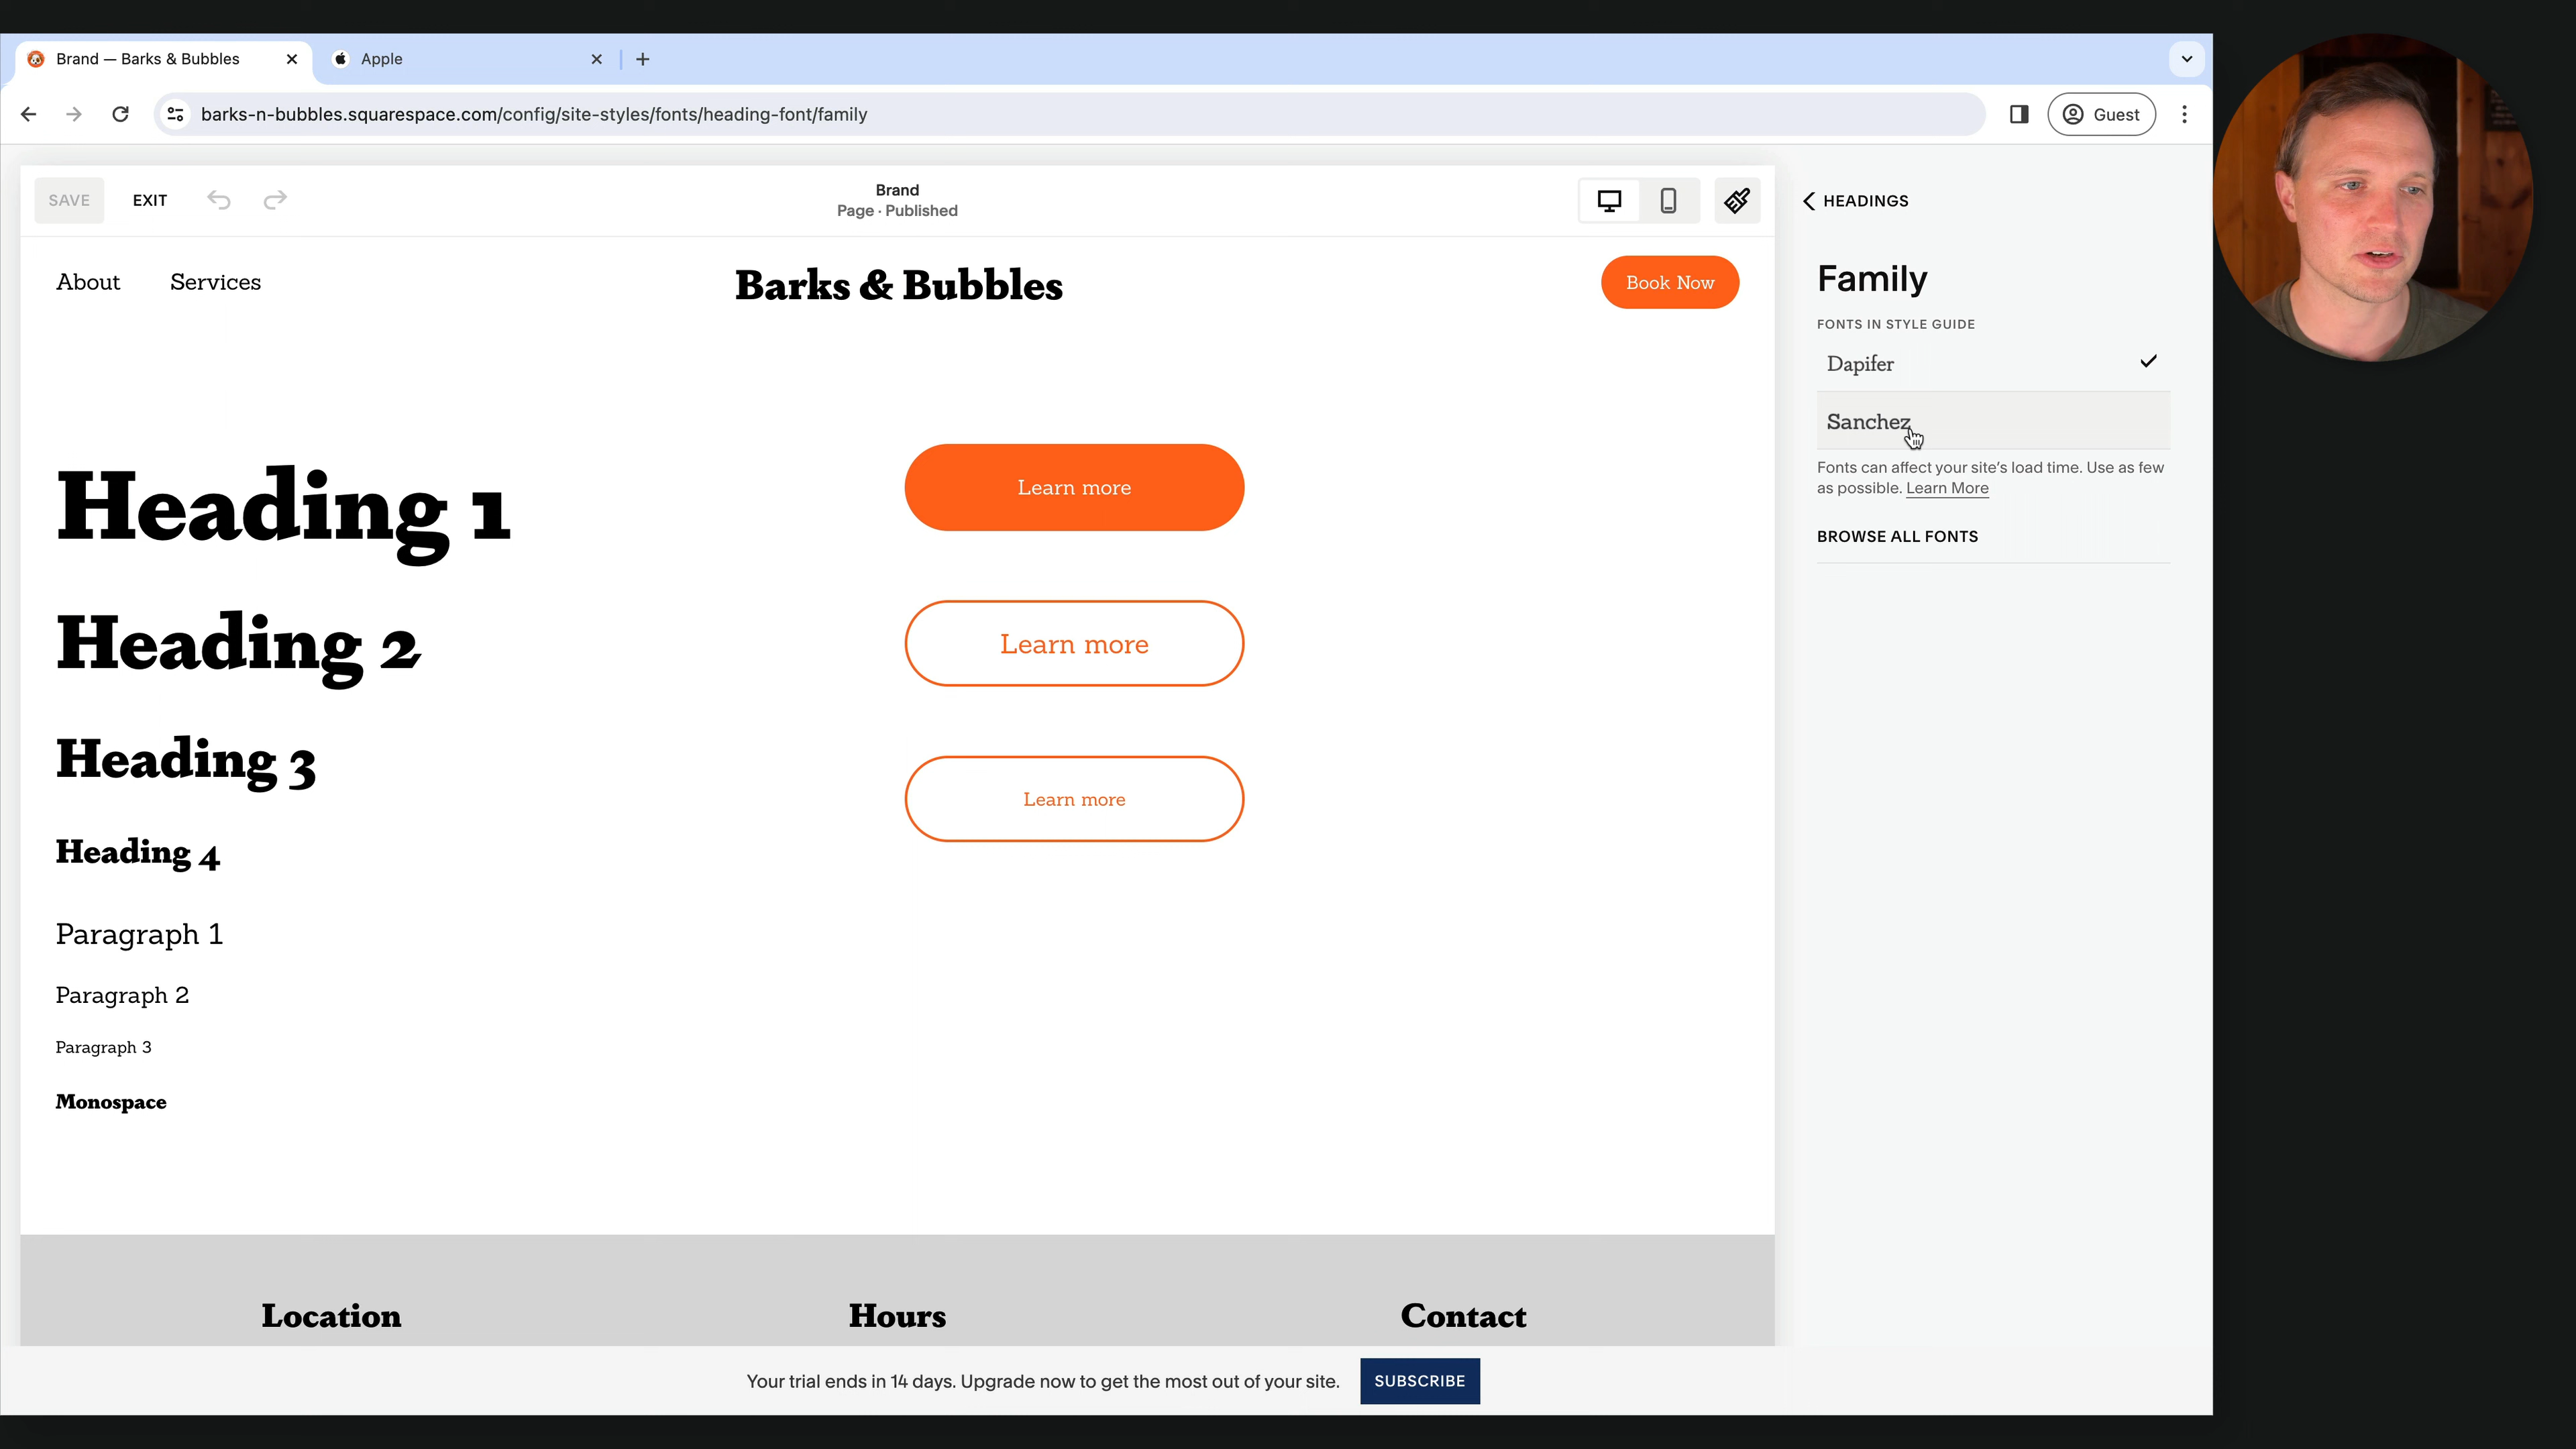 Brand — Barks & Bubbles
Apple
barks-n-bubbles.squarespace.com/config/site-styles/fonts/heading-font/family
Guest
SAVE
EXIT
Brand
Page · Published
About
Services
Barks & Bubbles
Book Now
Heading 1
Heading 2
Heading 3
Heading 4
Paragraph 1
Paragraph 2
Paragraph 3
Monospace
Learn more
Learn more
Learn more
Location
Hours
Contact
HEADINGS
Family
FONTS IN STYLE GUIDE
Dapifer
Sanchez
Fonts can affect your site's load time. Use as few
as possible. Learn More
BROWSE ALL FONTS
Your trial ends in 14 days. Upgrade now to get the most out of your site.
SUBSCRIBE